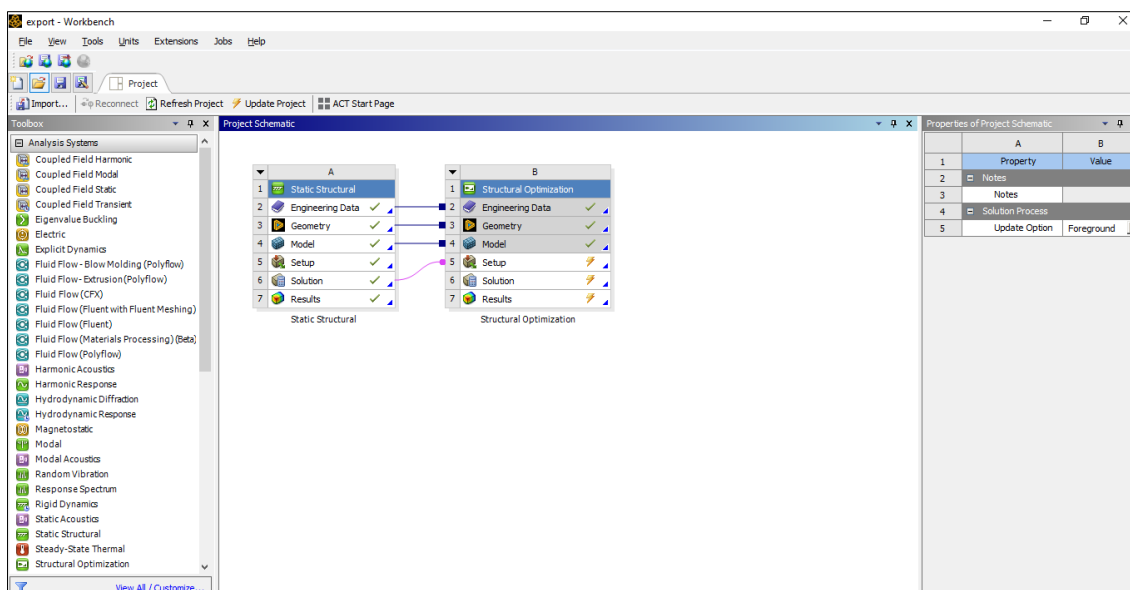 export - Workbench
File View Tools Units Extensions Jobs Help
Project
Import... Reconnect Refresh Project Update Project ACT Start Page
Toolbox
Analysis Systems
Coupled Field Harmonic
Coupled Field Modal
Coupled Field Static
Coupled Field Transient
Eigenvalue Buckling
Electric
Explicit Dynamics
Fluid Flow - Blow Molding (Polyflow)
Fluid Flow - Extrusion (Polyflow)
Fluid Flow (CFX)
Fluid Flow (Fluent with Fluent Meshing)
Fluid Flow (Fluent)
Fluid Flow (Materials Processing) (Beta)
Fluid Flow (Polyflow)
Harmonic Acoustics
Harmonic Response
Hydrodynamic Diffraction
Hydrodynamic Response
Magnetostatic
Modal
Modal Acoustics
Random Vibration
Response Spectrum
Rigid Dynamics
Static Acoustics
Static Structural
Steady-State Thermal
Structural Optimization
View All / Customize...
Project Schematic
A
1 Static Structural
2 Engineering Data
3 Geometry
4 Model
5 Setup
6 Solution
7 Results
Static Structural
B
1 Structural Optimization
2 Engineering Data
3 Geometry
4 Model
5 Setup
6 Solution
7 Results
Structural Optimization
Properties of Project Schematic
A B
1 Property Value
2 Notes
3 Notes
4 Solution Process
5 Update Option Foreground